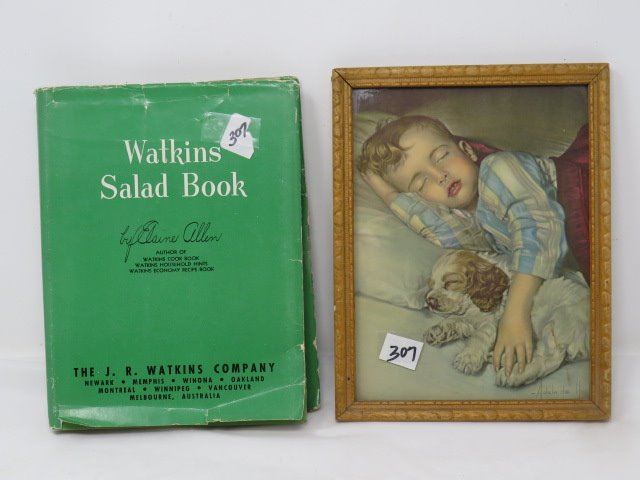 307
Watkins
Salad Book
by Elaine Allen
AUTHOR OF
WATKINS COOK BOOK
WATKINS HOUSEHOLD HINTS
WATKINS ECONOMY RECIPE BOOK
THE J. R. WATKINS COMPANY
NEWARK • MEMPHIS • WINONA • OAKLAND
MONTREAL • WINNIPEG • VANCOUVER
MELBOURNE, AUSTRALIA
307